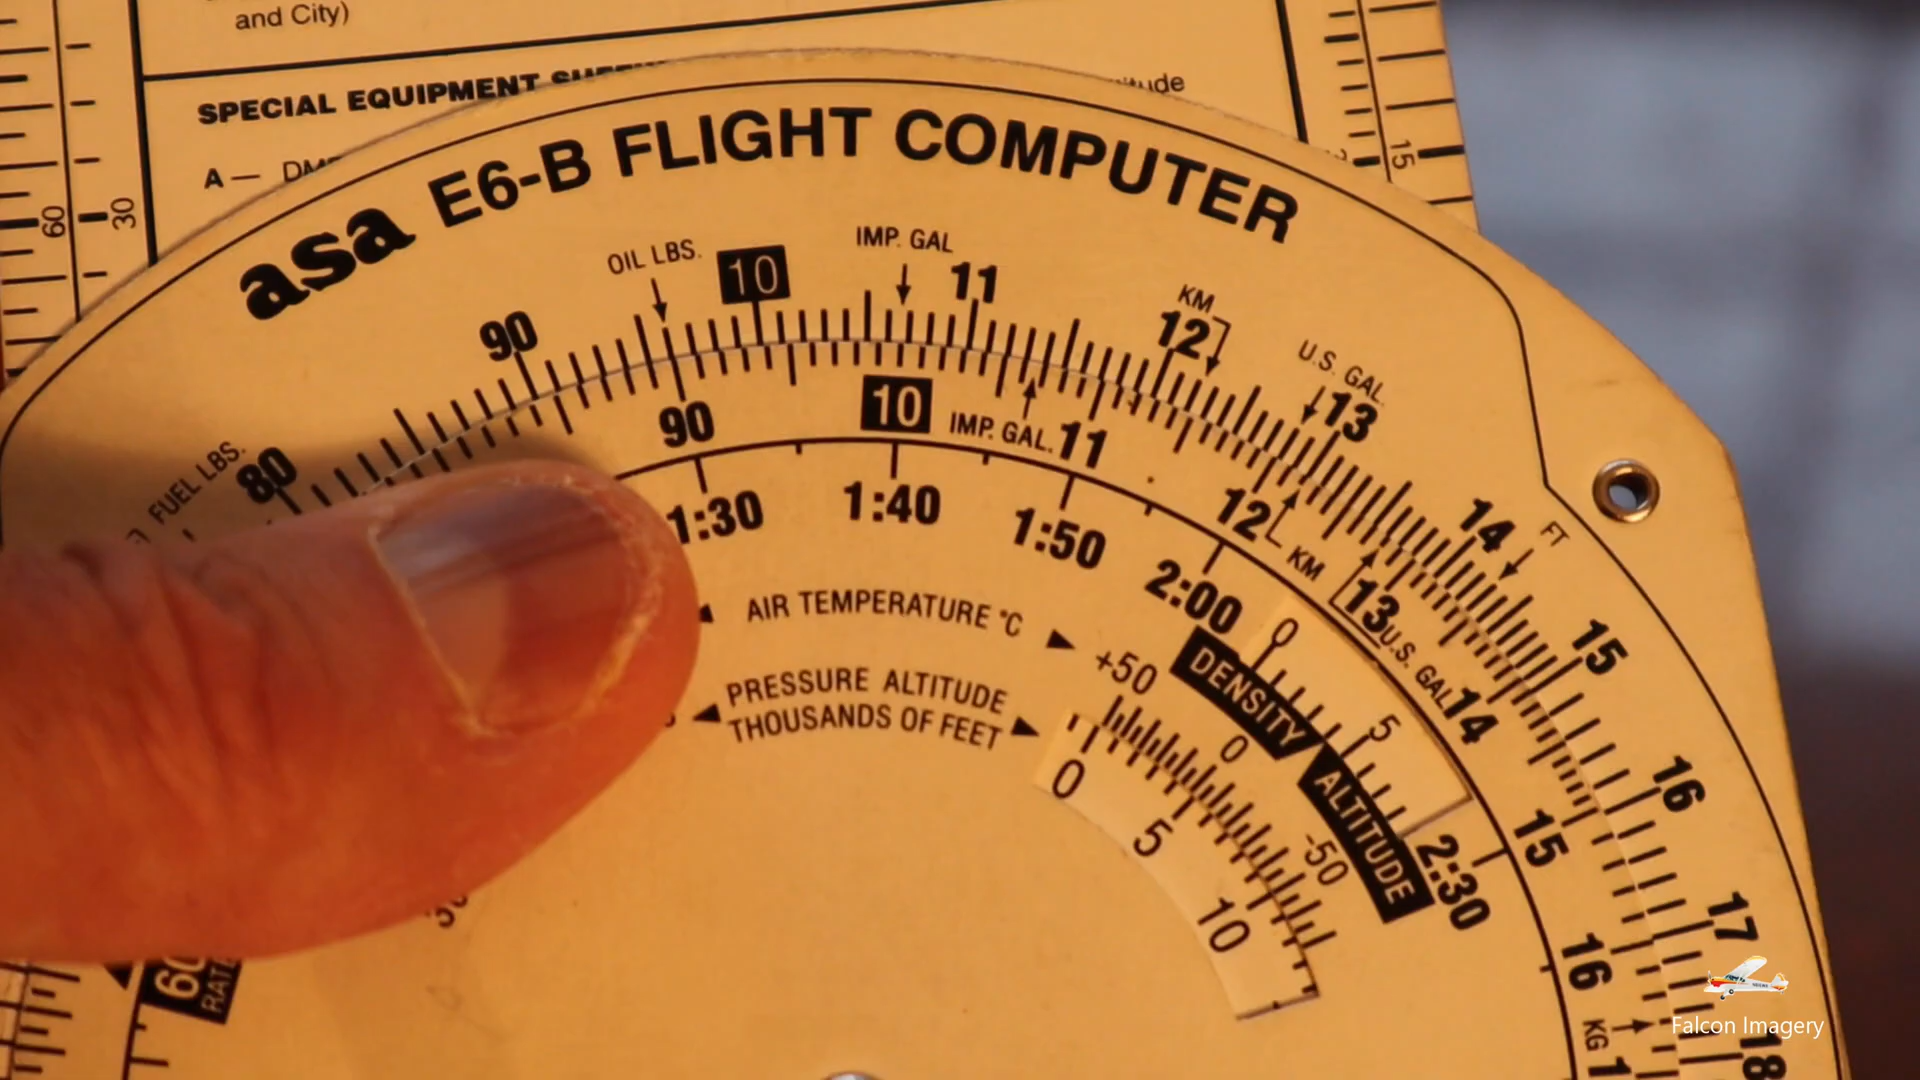 and City)
SPECIAL EQUIPMENT
A — DME
60
30
15
asa E6-B FLIGHT COMPUTER
OIL LBS.
10
IMP. GAL
11
KM
12
U.S. GAL.
13
90
FUEL LBS.
80
14
FT
15
16
17
18
90
10
IMP. GAL.
11
12
KM
13
U.S. GAL.
14
15
16
KG
1:30
1:40
1:50
2:00
2:30
AIR TEMPERATURE °C
PRESSURE ALTITUDE
THOUSANDS OF FEET
+50
0
-50
DENSITY
ALTITUDE
0
5
0
5
10
60
RATE
Falcon Imagery